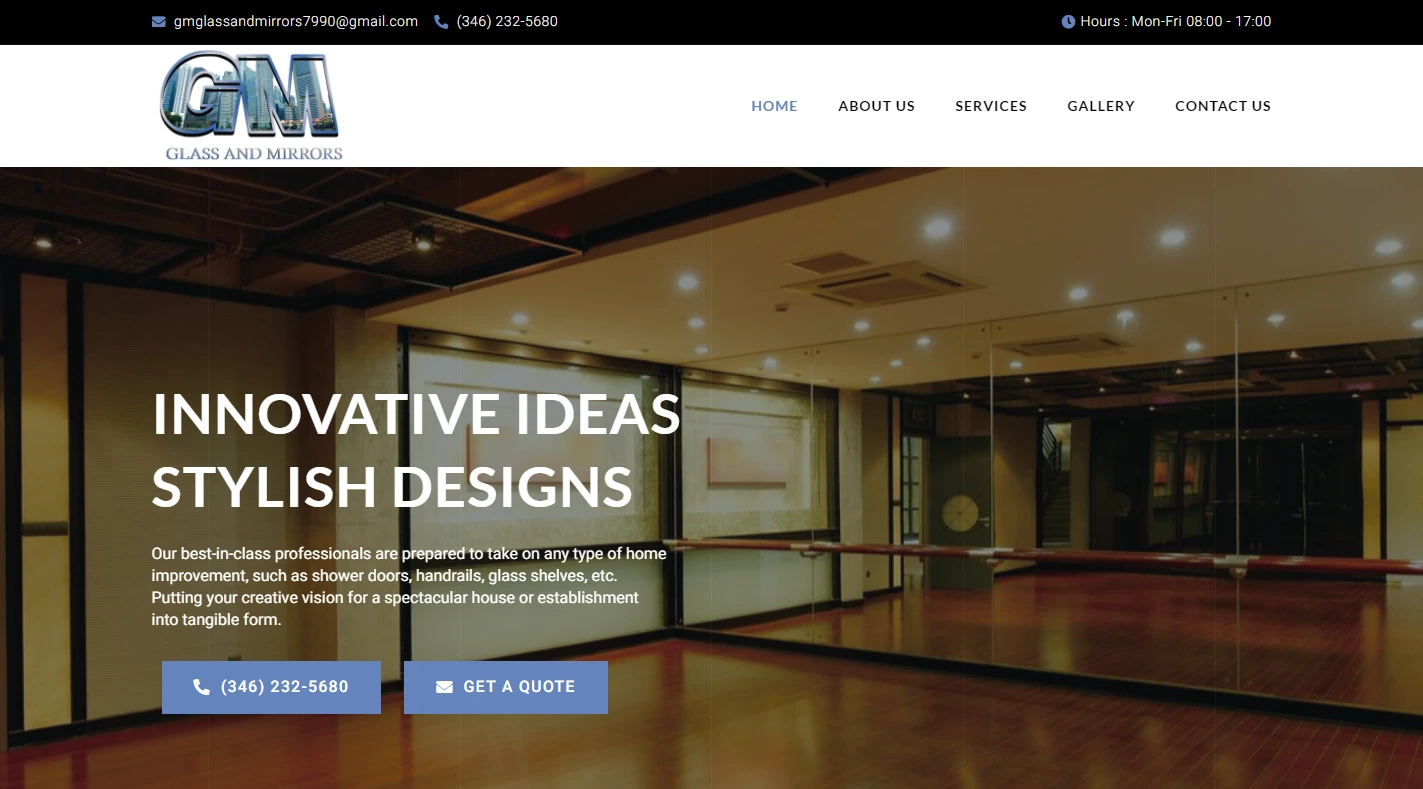 gmglassandmirrors7990@gmail.com (346) 232-5680 Hours : Mon-Fri 08:00 - 17:00
GM
GLASS AND MIRRORS
HOME ABOUT US SERVICES GALLERY CONTACT US
INNOVATIVE IDEAS
STYLISH DESIGNS
Our best-in-class professionals are prepared to take on any type of home
improvement, such as shower doors, handrails, glass shelves, etc.
Putting your creative vision for a spectacular house or establishment
into tangible form.
(346) 232-5680 GET A QUOTE